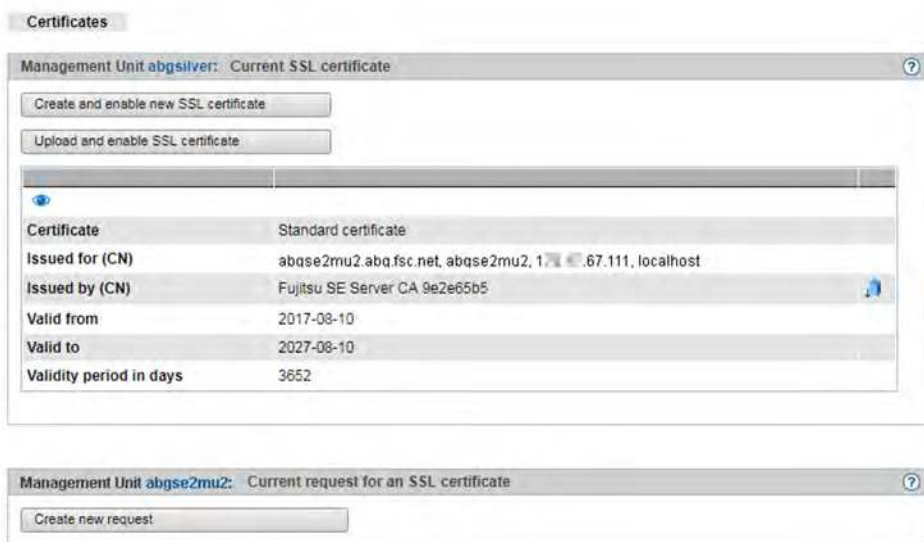 Certificates
Management Unit abgsilver: Current SSL certificate
Create and enable new SSL certificate
Upload and enable SSL certificate
Certificate Standard certificate
Issued for (CN) abgse2mu2.abg.fsc.net, abgse2mu2, .67.111, localhost
Issued by (CN) Fujitsu SE Server CA 9e2e65b5
Valid from 2017-08-10
Valid to 2027-08-10
Validity period in days 3652
Management Unit abgse2mu2: Current request for an SSL certificate
Create new request